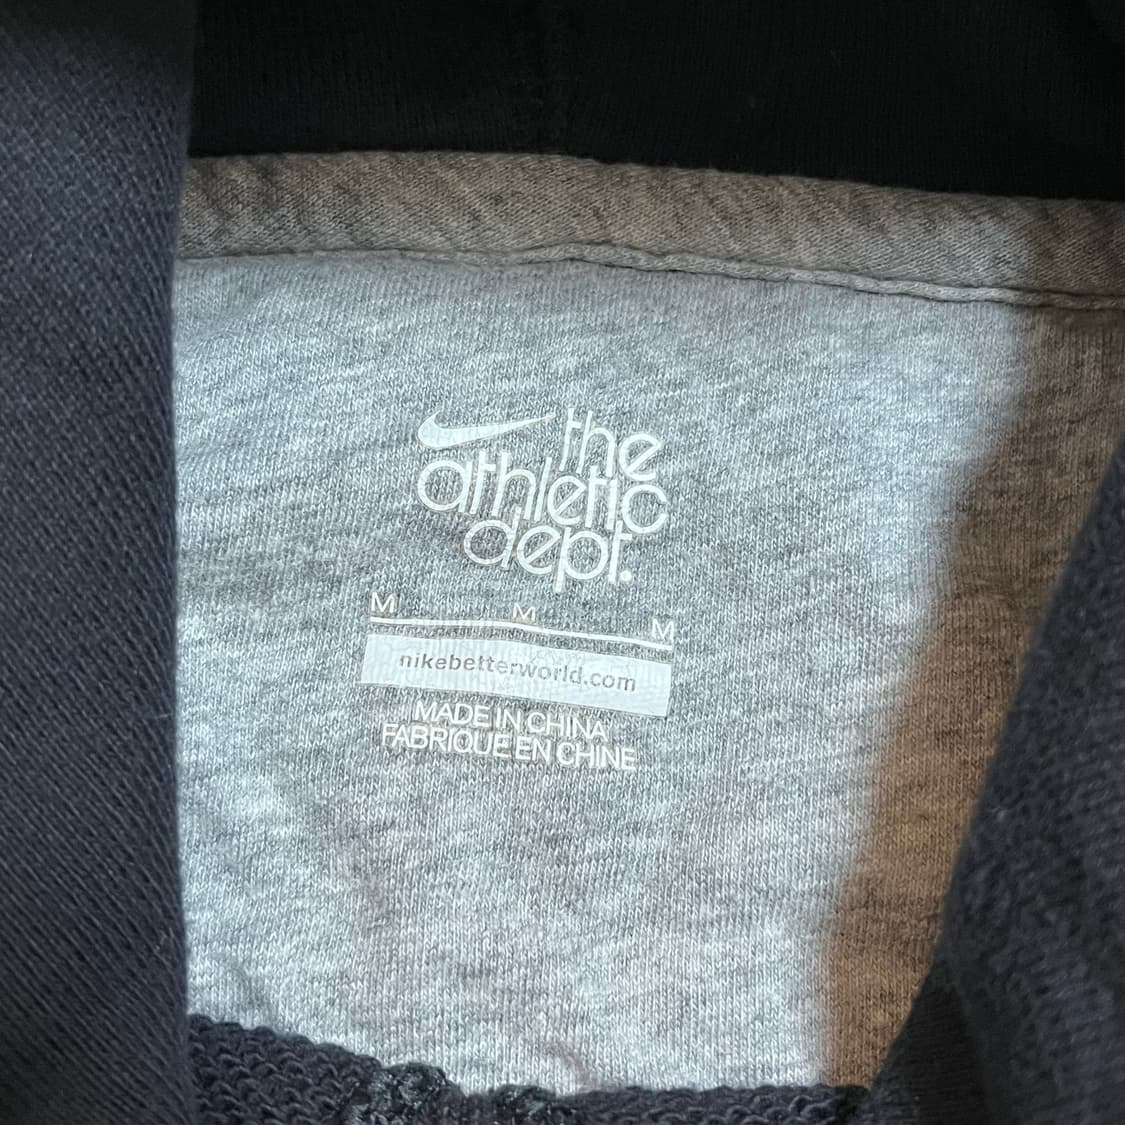 the
athletic
dept.
M M M
nikebetterworld.com
MADE IN CHINA
FABRIQUE EN CHINE